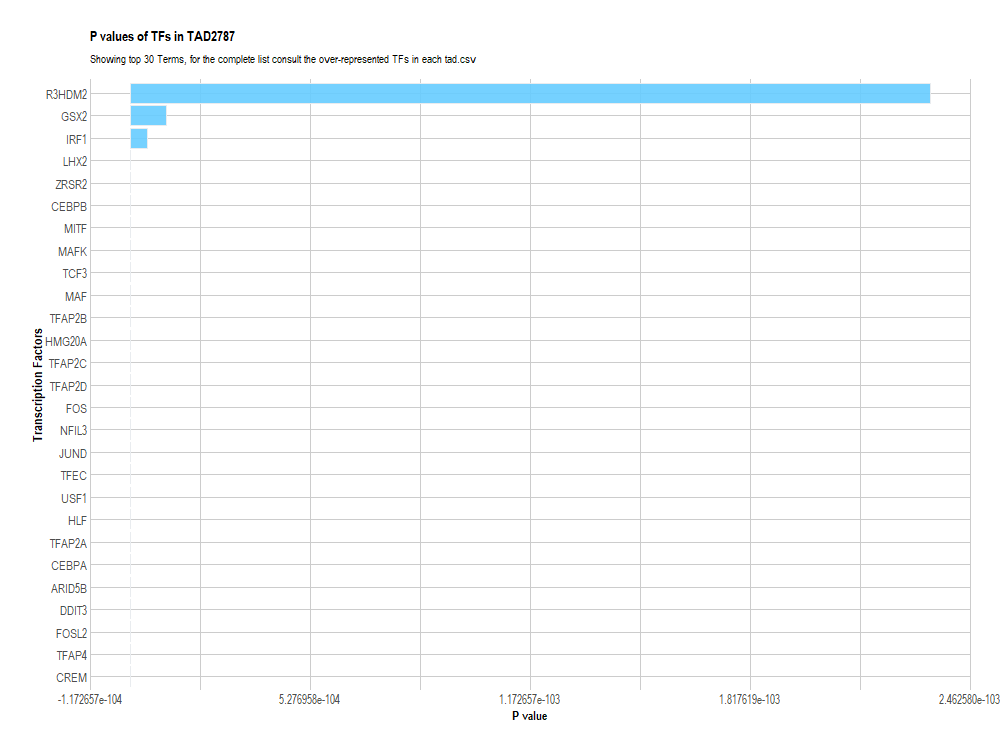 P values of TFs in TAD2787
Showing top 30 Terms, for the complete list consult the over-represented TFs in each tad.csv
R3HDM2
GSX2
IRF1
LHX2
ZRSR2
CEBPB
MITF
MAFK
TCF3
MAF
TFAP2B
HMG20A
TFAP2C
TFAP2D
FOS
NFIL3
JUND
TFEC
USF1
HLF
TFAP2A
CEBPA
ARID5B
DDIT3
FOSL2
TFAP4
CREM
Transcription Factors
-1.172657e-104
5.276958e-104
1.172657e-103
1.817619e-103
2.462580e-103
P value